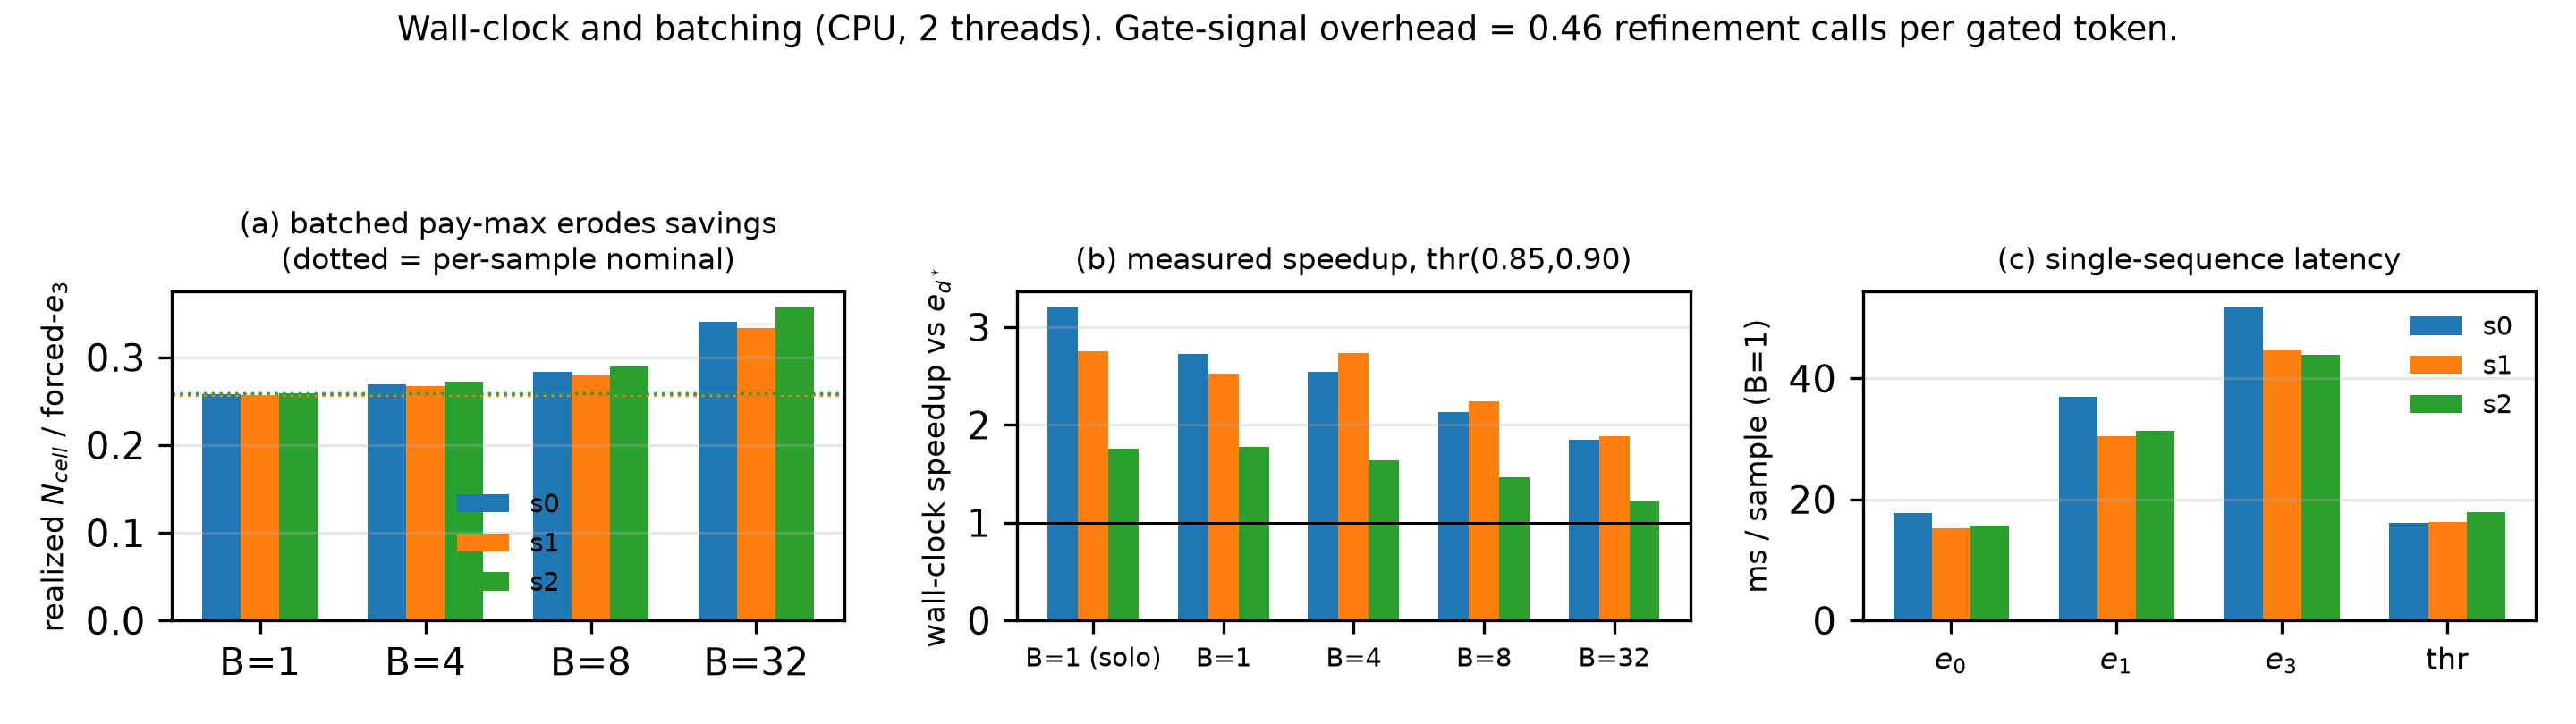 Wall-clock and batching (CPU, 2 threads). Gate-signal overhead = 0.46 refinement calls per gated token.
(a) batched pay-max erodes savings
(dotted = per-sample nominal)
realized N_cell / forced-e_3
0.3
0.2
0.1
0.0
B=1
B=4
B=8
B=32
s0
s1
s2
(b) measured speedup, thr(0.85,0.90)
wall-clock speedup vs e_d*
3
2
1
0
B=1 (solo)
B=1
B=4
B=8
B=32
(c) single-sequence latency
ms / sample (B=1)
40
20
0
e_0
e_1
e_3
thr
s0
s1
s2